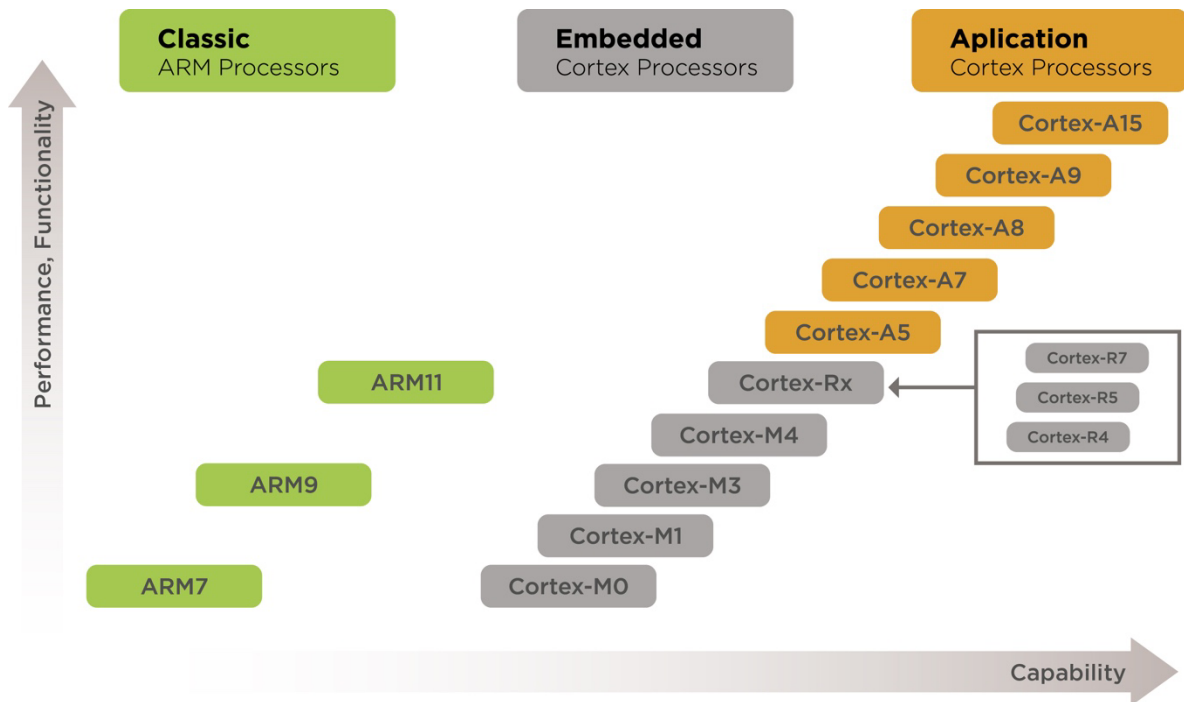 Classic
ARM Processors
Embedded
Cortex Processors
Aplication
Cortex Processors
Performance, Functionality
Cortex-A15
Cortex-A9
Cortex-A8
Cortex-A7
Cortex-A5
Cortex-R7
ARM11
Cortex-Rx
Cortex-R5
Cortex-M4
Cortex-R4
ARM9
Cortex-M3
Cortex-M1
ARM7
Cortex-M0
Capability